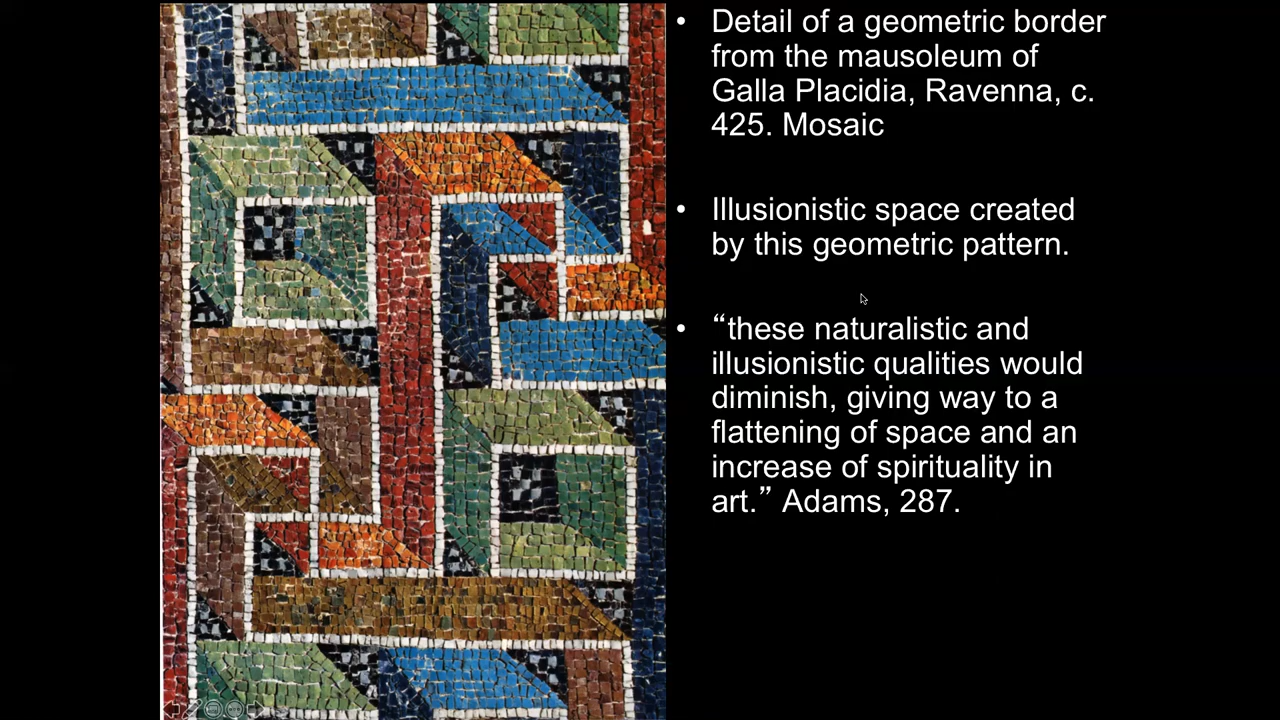 • Detail of a geometric border
from the mausoleum of
Galla Placidia, Ravenna, c.
425. Mosaic
• Illusionistic space created
by this geometric pattern.
• “these naturalistic and
illusionistic qualities would
diminish, giving way to a
flattening of space and an
increase of spirituality in
art.” Adams, 287.